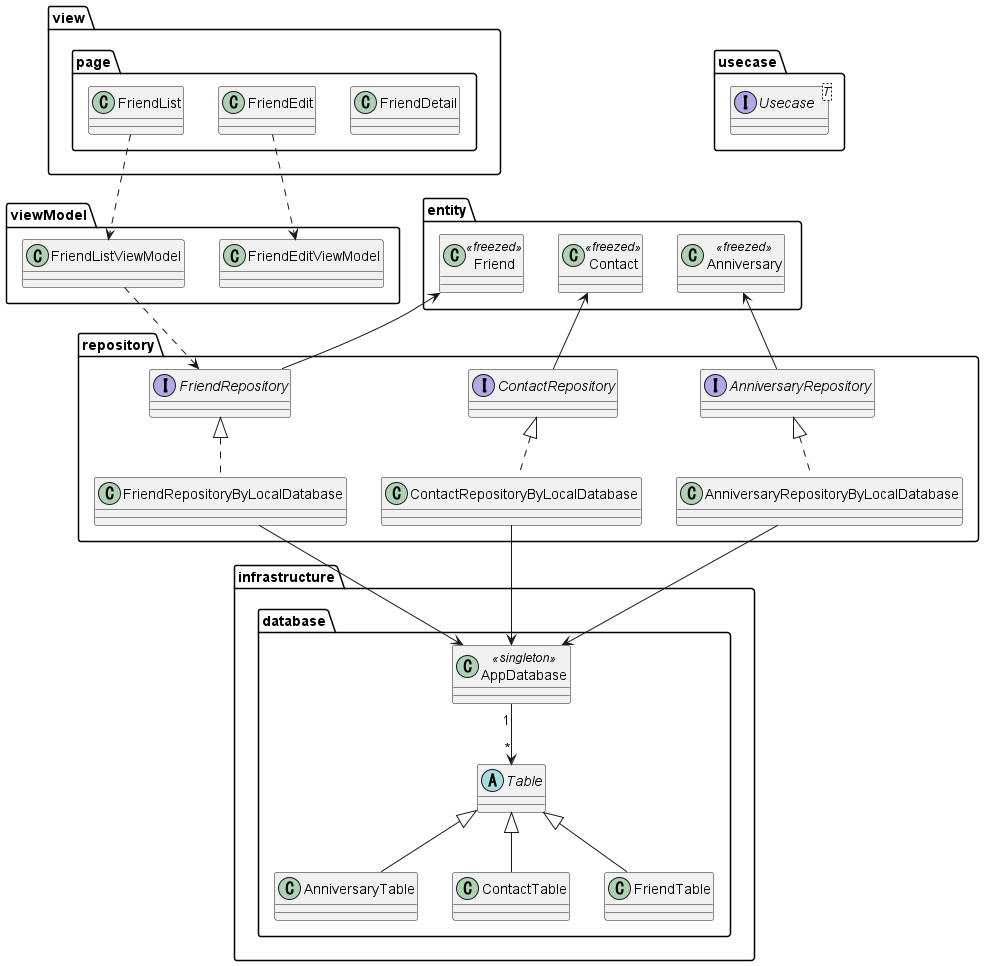 view
page
C FriendList
C FriendEdit
C FriendDetail
usecase
I Usecase T
viewModel
C FriendListViewModel
C FriendEditViewModel
entity
C «freezed»
Friend
C «freezed»
Contact
C «freezed»
Anniversary
repository
I FriendRepository
I ContactRepository
I AnniversaryRepository
C FriendRepositoryByLocalDatabase
C ContactRepositoryByLocalDatabase
C AnniversaryRepositoryByLocalDatabase
infrastructure
database
C «singleton»
AppDatabase
1
*
A Table
C AnniversaryTable
C ContactTable
C FriendTable